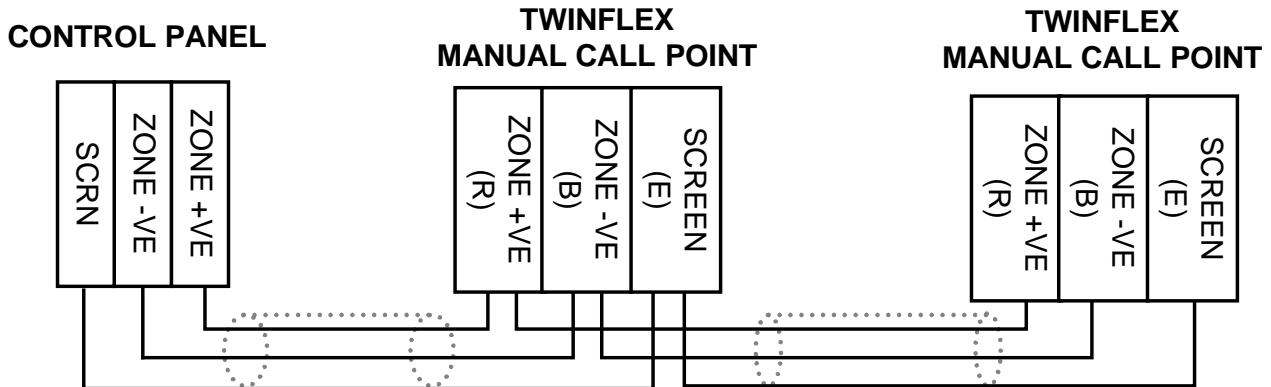 CONTROL PANEL
TWINFLEX
MANUAL CALL POINT
TWINFLEX
MANUAL CALL POINT
SCRN
ZONE -VE
ZONE +VE
ZONE +VE
(R)
ZONE -VE
(B)
SCREEN
(E)
ZONE +VE
(R)
ZONE -VE
(B)
SCREEN
(E)